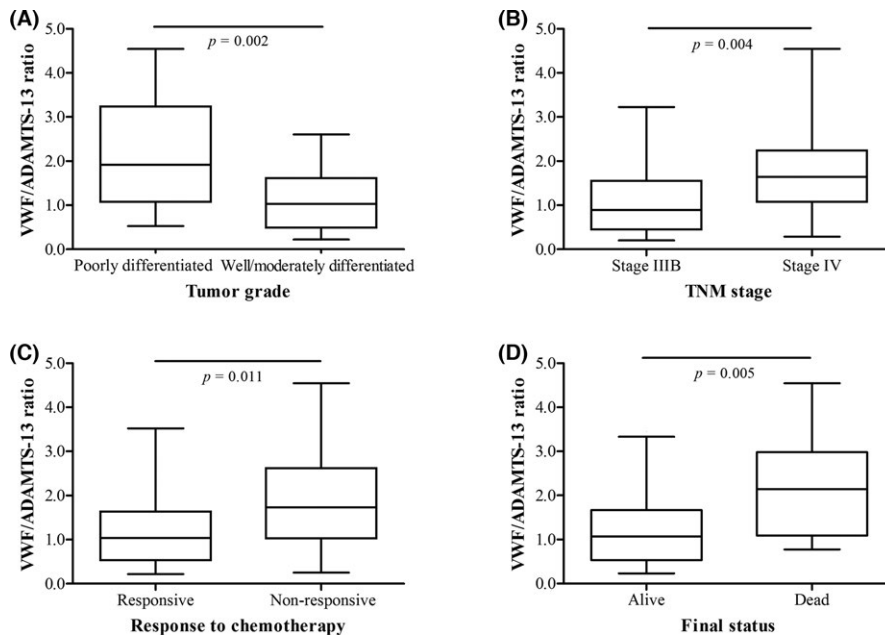 (A)
VWF/ADAMTS-13 ratio
5.0
4.0
3.0
2.0
1.0
0.0
p = 0.002
Poorly differentiated
Well/moderately differentiated
Tumor grade
(B)
VWF/ADAMTS-13 ratio
5.0
4.0
3.0
2.0
1.0
0.0
p = 0.004
Stage IIIB
Stage IV
TNM stage
(C)
VWF/ADAMTS-13 ratio
5.0
4.0
3.0
2.0
1.0
0.0
p = 0.011
Responsive
Non-responsive
Response to chemotherapy
(D)
VWF/ADAMTS-13 ratio
5.0
4.0
3.0
2.0
1.0
0.0
p = 0.005
Alive
Dead
Final status